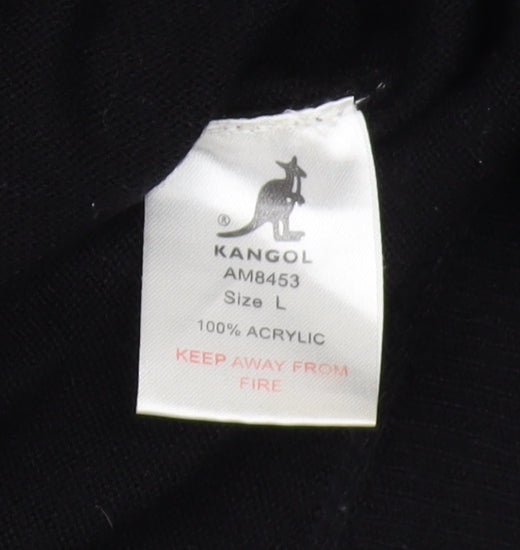 ®
KANGOL
AM8453
Size L
100% ACRYLIC
KEEP AWAY FROM
FIRE